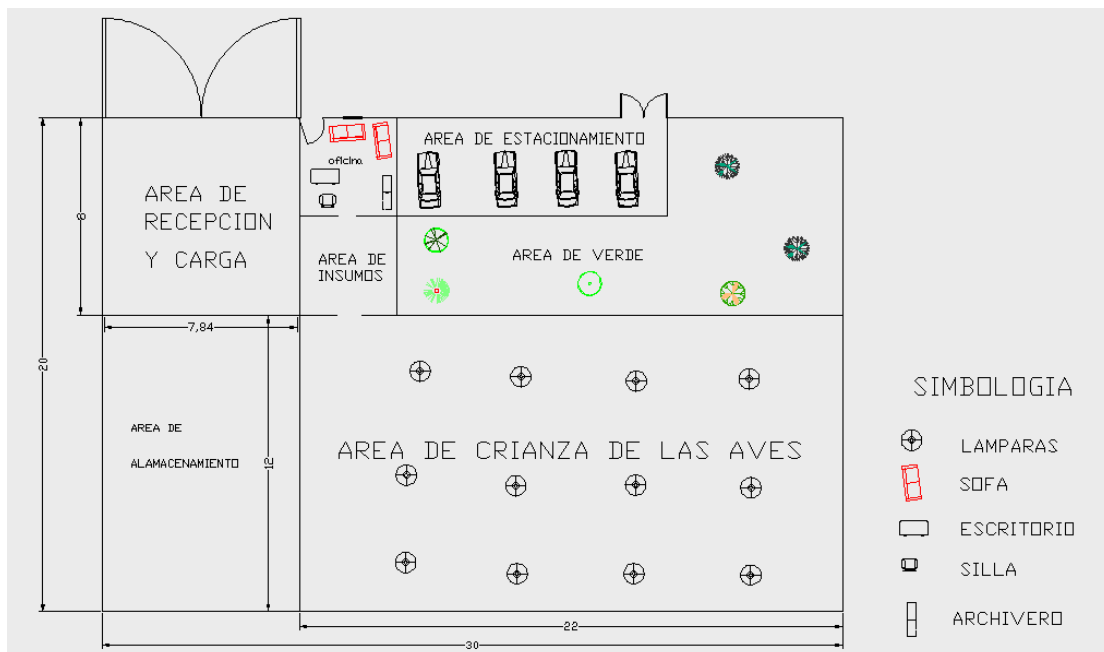 AREA DE ESTACIONAMIENTO
oficina
AREA DE
RECEPCION
Y CARGA
8
AREA DE
INSUMOS
AREA DE VERDE
7,84
20
AREA DE
ALAMACENAMIENTO
12
AREA DE CRIANZA DE LAS AVES
22
30
SIMBOLOGIA
LAMPARAS
SOFA
ESCRITORIO
SILLA
ARCHIVERO